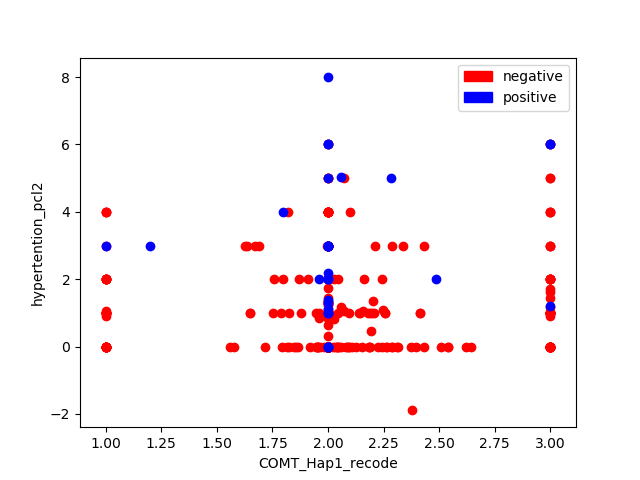 negative
positive
8
6
4
2
0
−2
hypertention_pcl2
1.00 1.25 1.50 1.75 2.00 2.25 2.50 2.75 3.00
COMT_Hap1_recode